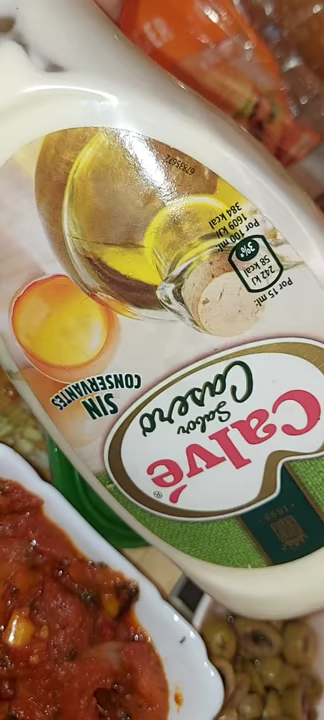 Calvé®
Sabor
Casero
SIN
CONSERVANTES
Por 15 ml:
242 kJ
58 kcal
3%*
Por 100 ml:
1609 kJ
384 kcal
1898